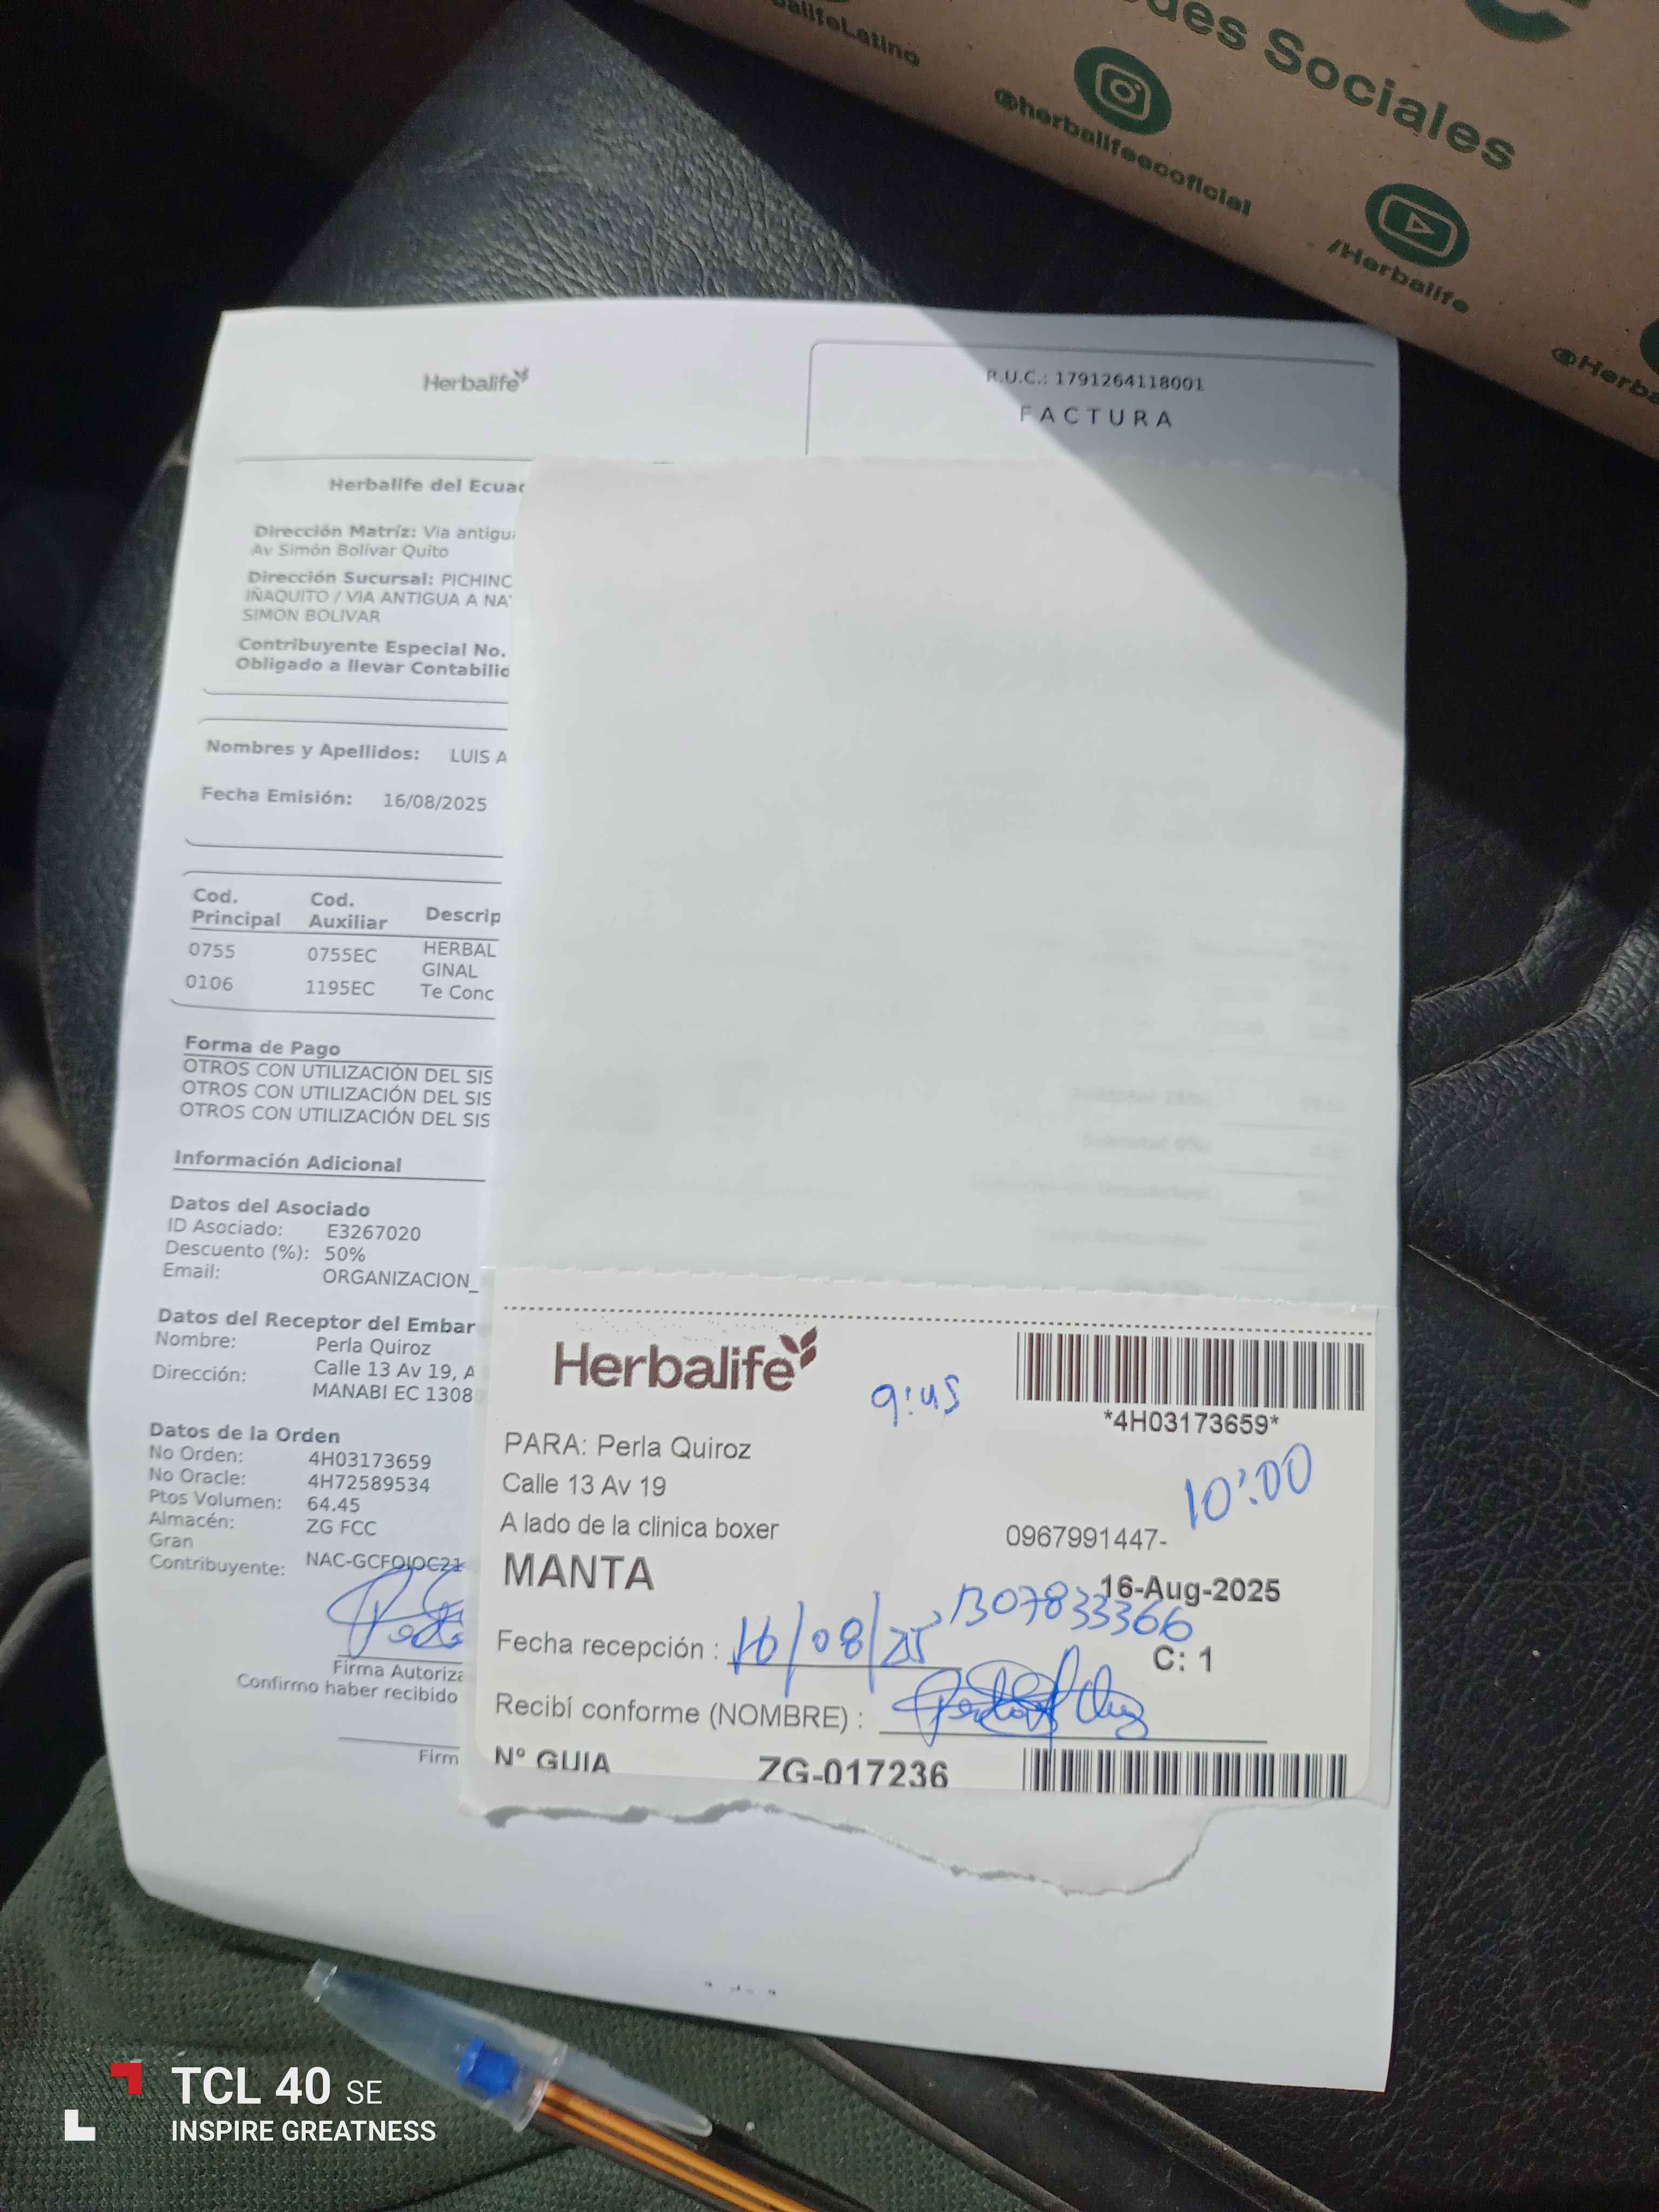 alifeLatino
des Sociales
@herbalifeecoficial
/Herbalife
@Herba
Herbalife
R.U.C.: 1791264118001
FACTURA
Herbalife del Ecuad
Dirección Matríz: Via antigua
Av Simón Bolívar Quito
Dirección Sucursal: PICHINC
IÑAQUITO / VIA ANTIGUA A NAY
SIMON BOLIVAR
Contribuyente Especial No.
Obligado a llevar Contabilid
Nombres y Apellidos: LUIS A
Fecha Emisión: 16/08/2025
Cod. Principal Cod. Auxiliar Descrip
0755 0755EC HERBAL
GINAL
0106 1195EC Te Conc
Forma de Pago
OTROS CON UTILIZACIÓN DEL SIS
OTROS CON UTILIZACIÓN DEL SIS
OTROS CON UTILIZACIÓN DEL SIS
Información Adicional
Datos del Asociado
ID Asociado: E3267020
Descuento (%): 50%
Email: ORGANIZACION_
Datos del Receptor del Embar
Nombre: Perla Quiroz
Dirección: Calle 13 Av 19, A
MANABI EC 1308
Datos de la Orden
No Orden: 4H03173659
No Oracle: 4H72589534
Ptos Volumen: 64.45
Almacén: ZG FCC
Gran
Contribuyente: NAC-GCFOIOC21
Firma Autoriza
Confirmo haber recibido
Firm
Herbalife
9:45
*4H03173659*
PARA: Perla Quiroz
10:00
Calle 13 Av 19
A lado de la clinica boxer
0967991447-
MANTA
16-Aug-2025
1307833366
Fecha recepción : 16/08/25
C: 1
Recibí conforme (NOMBRE) :
Nº GUIA ZG-017236
TCL 40 SE
INSPIRE GREATNESS